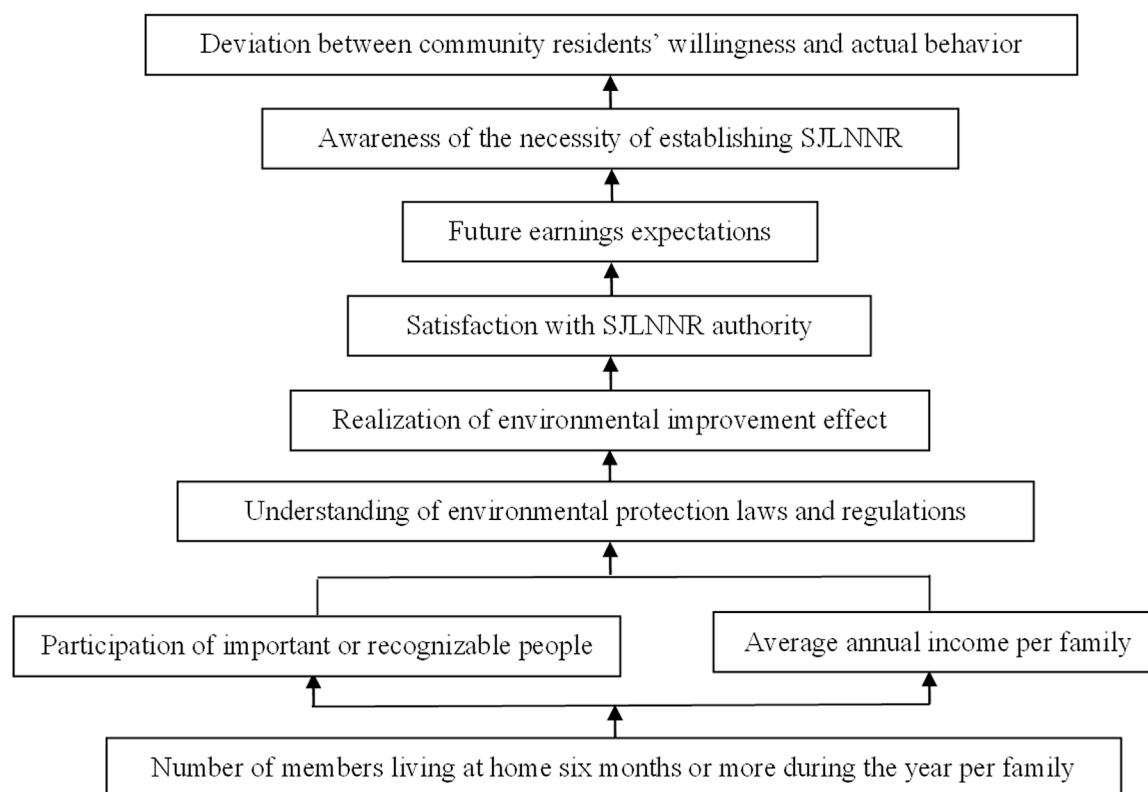 Deviation between community residents’ willingness and actual behavior
Awareness of the necessity of establishing SJLNNR
Future earnings expectations
Satisfaction with SJLNNR authority
Realization of environmental improvement effect
Understanding of environmental protection laws and regulations
Participation of important or recognizable people
Average annual income per family
Number of members living at home six months or more during the year per family